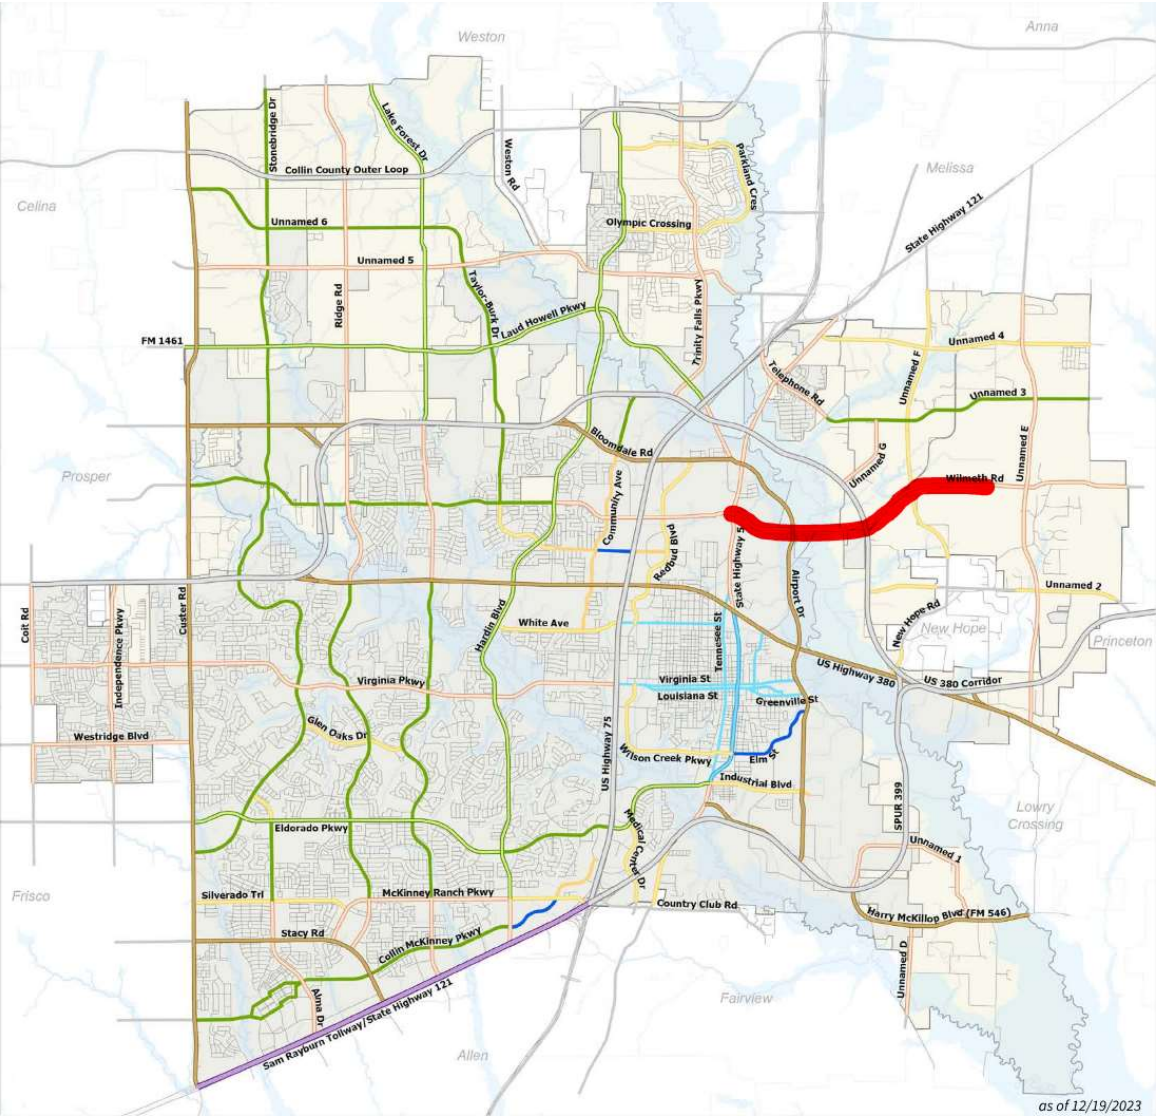 Weston
Anna
Stonebridge Dr
Lake Forest Dr
Weston Rd
Parkland Cres
Collin County Outer Loop
Melissa
Celina
State Highway 121
Unnamed 6
Olympic Crossing
Unnamed 5
Ridge Rd
Taylor-Burk Dr
Trinity Falls Pkwy
Laud Howell Pkwy
FM 1461
Unnamed 4
Unnamed F
Telephone Rd
Unnamed 3
Bloomdale Rd
Unnamed G
Unnamed E
Prosper
Wilmeth Rd
Community Ave
Redbud Blvd
State Highway 5
Airport Dr
Unnamed 2
Coit Rd
Independence Pkwy
Custer Rd
Hardin Blvd
White Ave
Tennesee St
New Hope Rd
New Hope
Princeton
US Highway 380
US 380 Corridor
Virginia Pkwy
Virginia St
Louisiana St
Greenville St
Glen Oaks Dr
Westridge Blvd
US Highway 75
Wilson Creek Pkwy
Elm St
Industrial Blvd
SPUR 399
Lowry
Crossing
Eldorado Pkwy
Medical Center Dr
Unnamed 1
Frisco
Silverado Trl
McKinney Ranch Pkwy
Country Club Rd
Harry McKillop Blvd (FM 546)
Stacy Rd
Collin McKinney Pkwy
Unnamed D
Alma Dr
Fairview
Sam Rayburn Tollway/State Highway 121
Allen
as of 12/19/2023